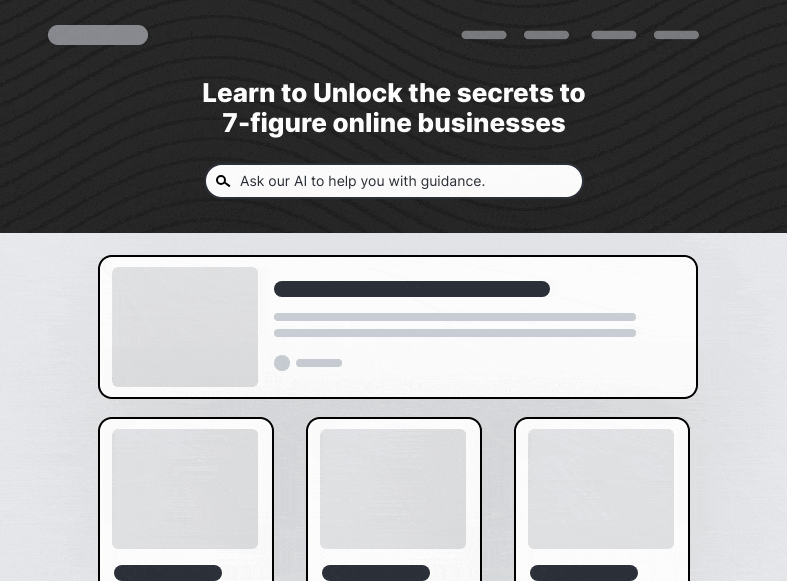 Learn to Unlock the secrets to
7-figure online businesses
Ask our AI to help you with guidance.